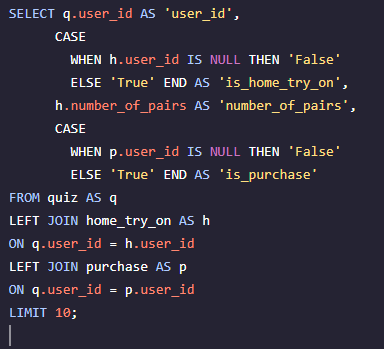 SELECT q.user_id AS 'user_id',
CASE
WHEN h.user_id IS NULL THEN 'False'
ELSE 'True' END AS 'is_home_try_on',
h.number_of_pairs AS 'number_of_pairs',
CASE
WHEN p.user_id IS NULL THEN 'False'
ELSE 'True' END AS 'is_purchase'
FROM quiz AS q
LEFT JOIN home_try_on AS h
ON q.user_id = h.user_id
LEFT JOIN purchase AS p
ON q.user_id = p.user_id
LIMIT 10;